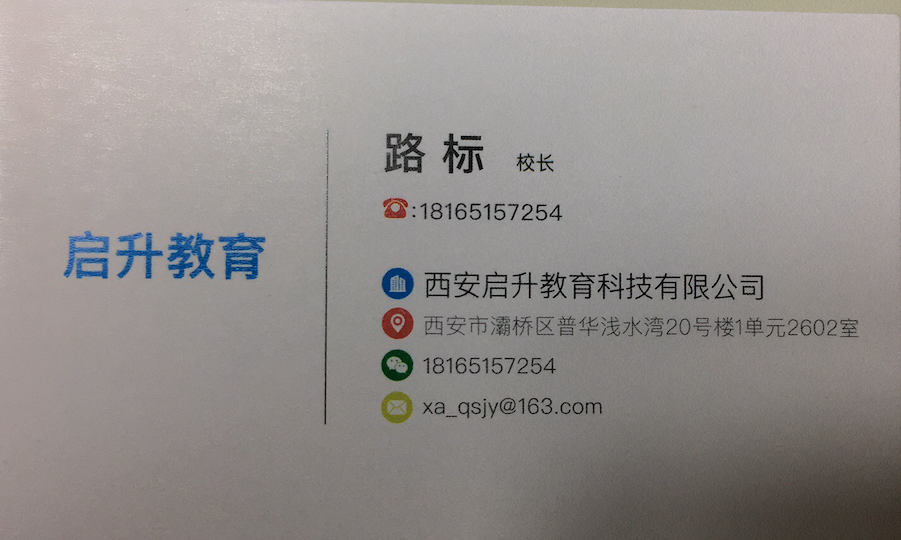 启升教育
路标 校长
:18165157254
西安启升教育科技有限公司
西安市灞桥区普华浅水湾20号楼1单元2602室
18165157254
xa_qsjy@163.com